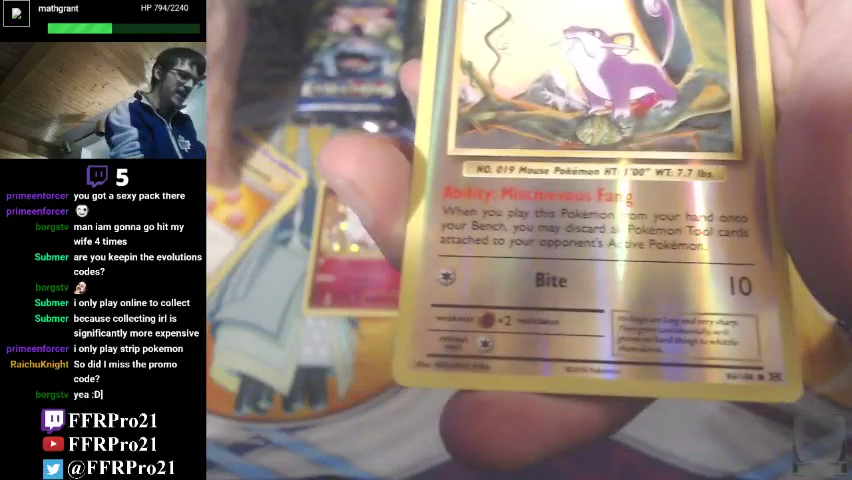 mathgrant
HP 794/2240
5
primeenforcer you got a sexy pack there
primeenforcer
borgstv man iam gonna go hit my
wife 4 times
Submer are you keepin the evolutions
codes?
borgstv
Submer i only play online to collect
Submer because collecting irl is
significantly more expensive
primeenforcer i only play strip pokemon
RaichuKnight So did I miss the promo
code?
borgstv yea :D]
FFRPro21
FFRPro21
@FFRPro21
NO. 019 Mouse Pokémon HT: 1'00" WT: 7.7 lbs.
Ability: Mischievous Fang
When you play this Pokémon from your hand onto
your Bench, you may discard all Pokémon Tool cards
attached to your opponent's Active Pokémon.
Bite 10
weakness ×2 resistance
retreat
cost